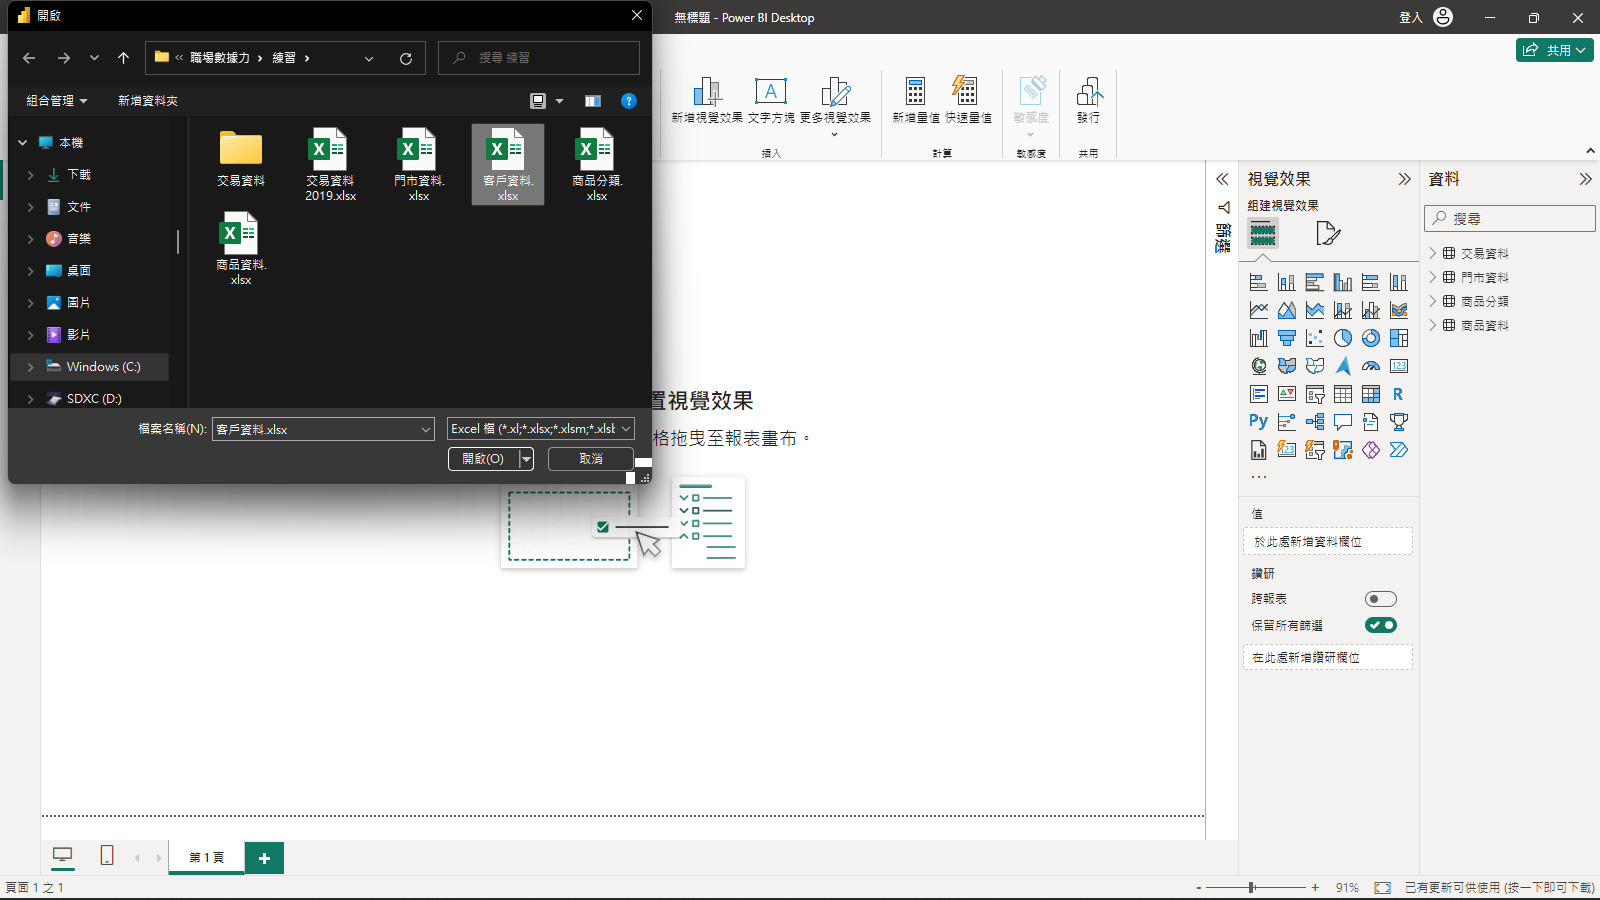 開啟
無標題 - Power BI Desktop
登入
« 職場數據力 › 練習 ›
搜尋 練習
共用
組合管理
新增資料夾
本機
下載
文件
音樂
桌面
圖片
影片
Windows (C:)
SDXC (D:)
交易資料
交易資料
2019.xlsx
門市資料.
xlsx
客戶資料.
xlsx
商品分類.
xlsx
商品資料.
xlsx
檔案名稱(N):
客戶資料.xlsx
Excel 檔 (*.xl;*.xlsx;*.xlsm;*.xlsb
開啟(O)
取消
新增視覺效果
文字方塊
更多視覺效果
插入
新增量值
快速量值
計算
敏感度
敏感度
發行
共用
置視覺效果
格拖曳至報表畫布。
篩選
視覺效果
組建視覺效果
R
Py
123
123
...
值
於此處新增資料欄位
鑽研
跨報表
保留所有篩選
在此處新增鑽研欄位
資料
搜尋
交易資料
門市資料
商品分類
商品資料
第 1 頁
頁面 1 之 1
- + 91%
已有更新可供使用 (按一下即可下載)